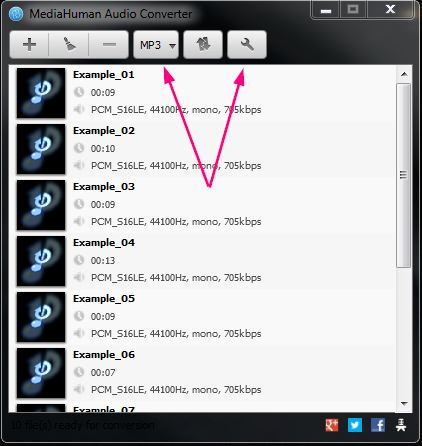 MediaHuman Audio Converter
MP3
Example_01
00:09
PCM_S16LE, 44100Hz, mono, 705kbps
Example_02
00:10
PCM_S16LE, 44100Hz, mono, 705kbps
Example_03
00:09
PCM_S16LE, 44100Hz, mono, 705kbps
Example_04
00:13
PCM_S16LE, 44100Hz, mono, 705kbps
Example_05
00:09
PCM_S16LE, 44100Hz, mono, 705kbps
Example_06
00:07
PCM_S16LE, 44100Hz, mono, 705kbps
Example_07
10 file(s) ready for conversion